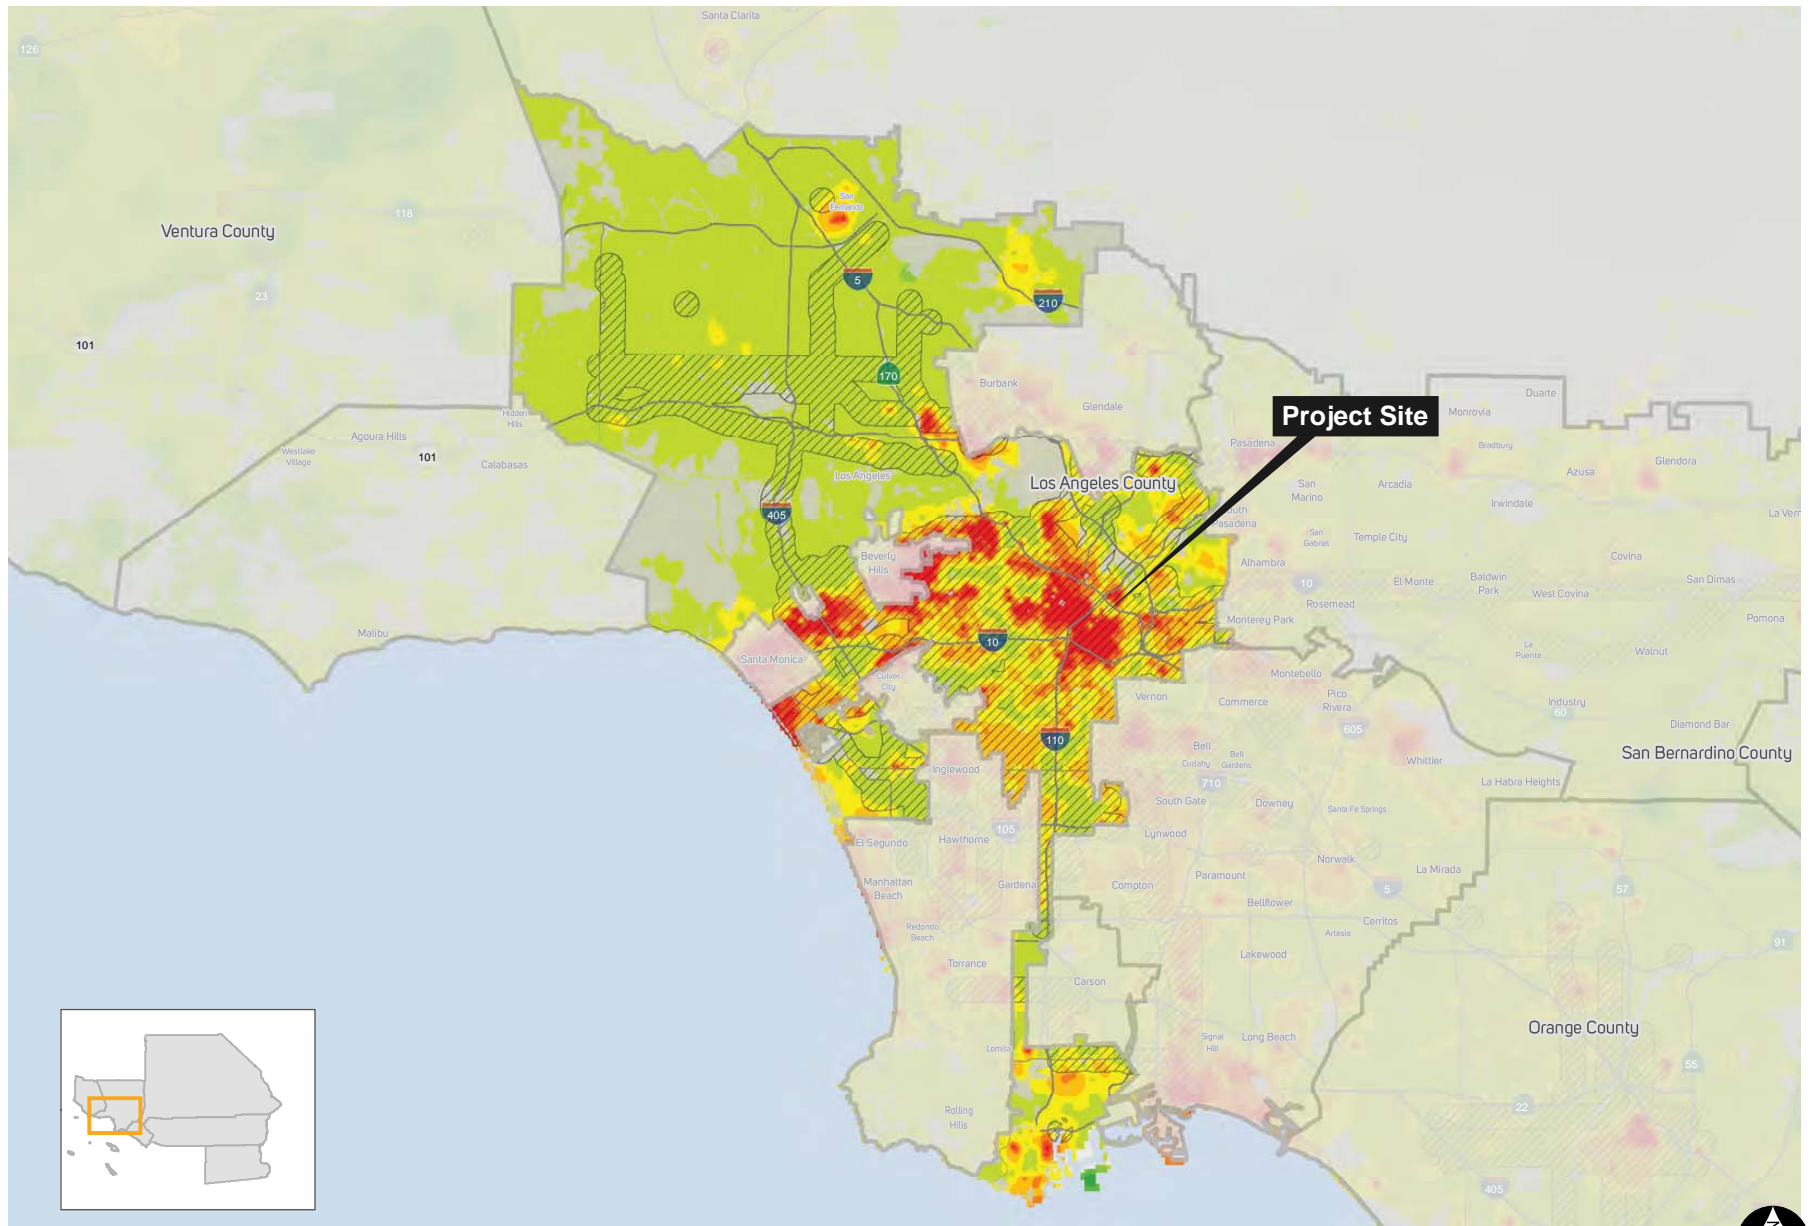 Santa Clarita
126
118
Ventura County
San
Fernando
5
23
210
101
170
Burbank
Glendale
Project Site
Duarte
Monrovia
Hidden
Hills
Agoura Hills
101
Westlake
Village
Calabasas
Pasadena
Bradbury
Glendora
Azusa
Los Angeles
Los Angeles County
San
Marino
Arcadia
Irwindale
405
South
Pasadena
La Vern
San
Gabriel
Temple City
Beverly
Hills
Alhambra
Covina
10
El Monte
Baldwin
Park
San Dimas
West Covina
Rosemead
Monterey Park
Pomona
Malibu
10
Santa Monica
La
Puente
Walnut
Culver
City
Montebello
Vernon
Commerce
Pico
Rivera
Industry
60
Diamond Bar
605
110
Bell
Bell
Gardens
Cudahy
San Bernardino County
Whittier
Inglewood
710
La Habra Heights
South Gate
Downey
Santa Fe Springs
105
Lynwood
El Segundo
Hawthorne
Norwalk
La Mirada
Manhattan
Beach
Gardena
Compton
Paramount
5
57
Bellflower
Cerritos
Redondo
Beach
Artesia
91
Torrance
Lakewood
Carson
Orange County
Signal
Hill
Long Beach
Lomita
55
Rolling
Hills
22
405
N